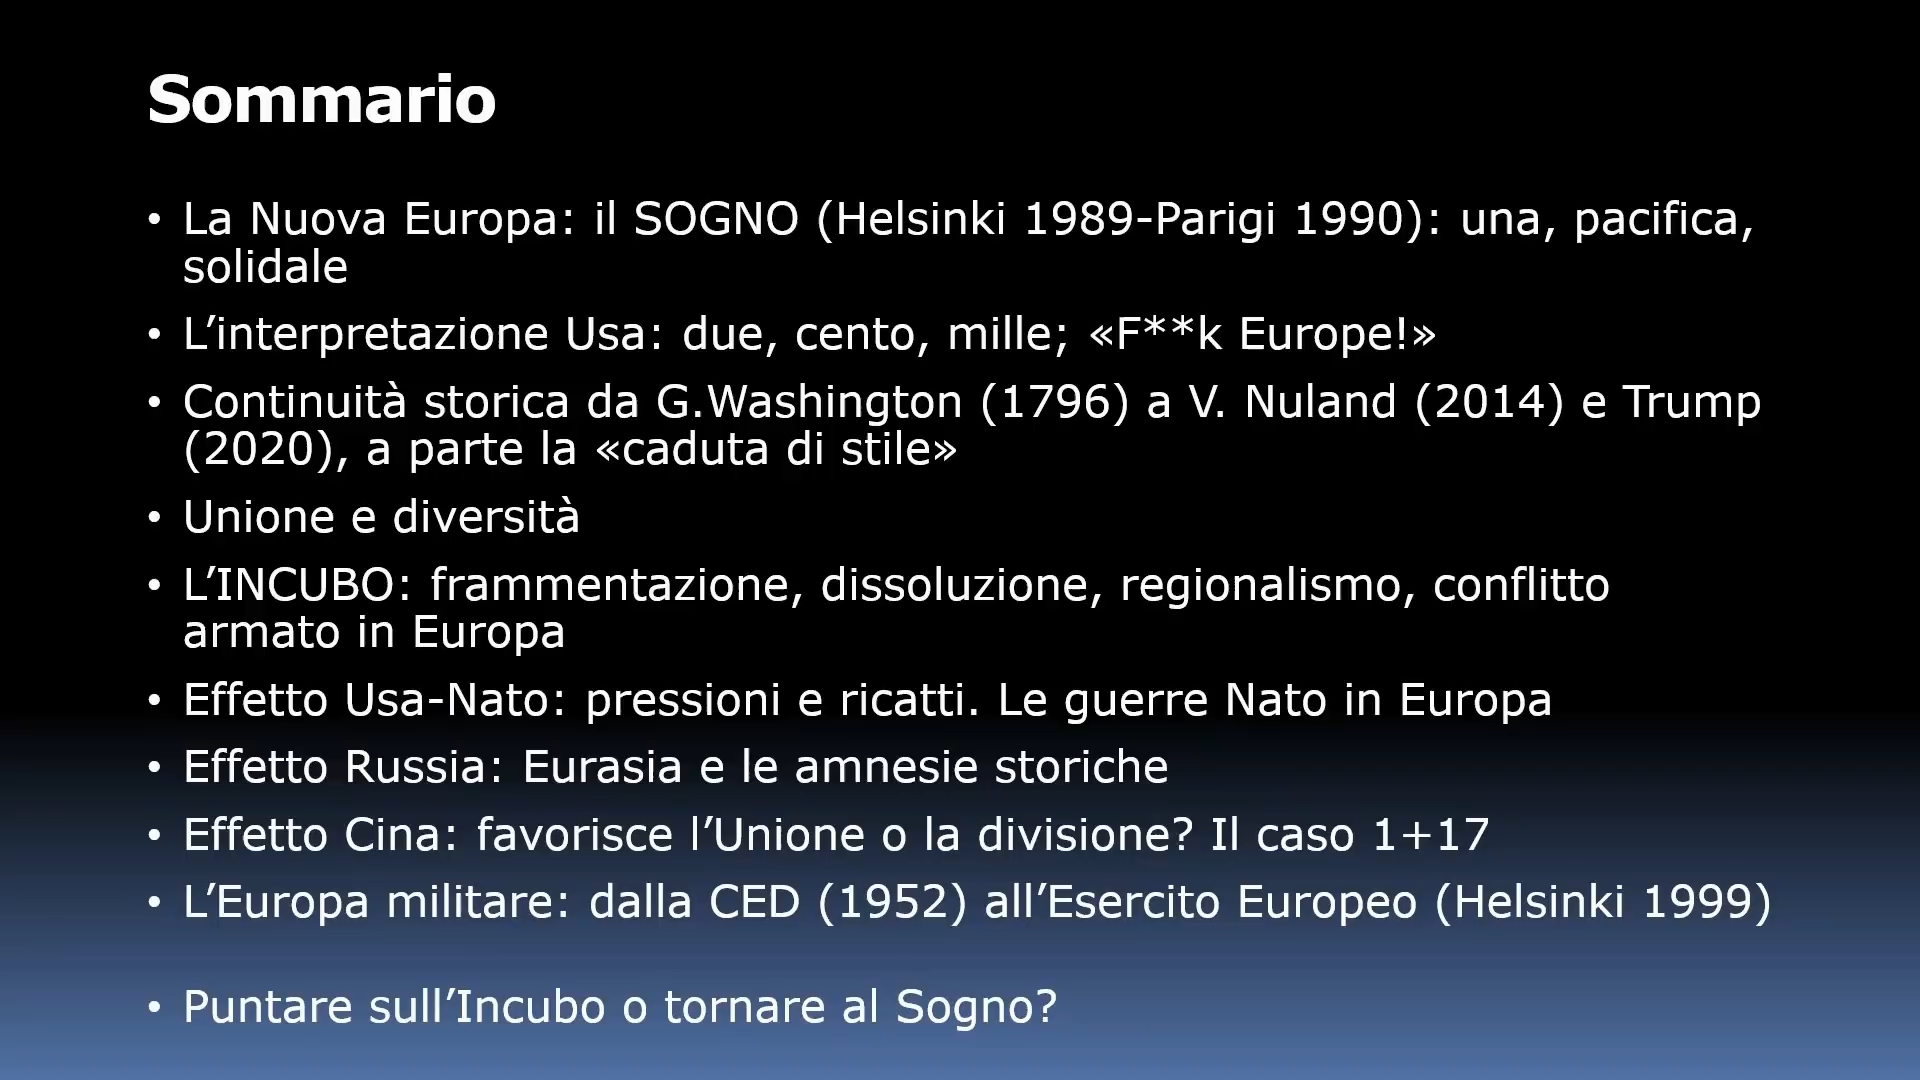 Sommario
• La Nuova Europa: il SOGNO (Helsinki 1989-Parigi 1990): una, pacifica,
solidale
• L’interpretazione Usa: due, cento, mille; «F**k Europe!»
• Continuità storica da G.Washington (1796) a V. Nuland (2014) e Trump
(2020), a parte la «caduta di stile»
• Unione e diversità
• L’INCUBO: frammentazione, dissoluzione, regionalismo, conflitto
armato in Europa
• Effetto Usa-Nato: pressioni e ricatti. Le guerre Nato in Europa
• Effetto Russia: Eurasia e le amnesie storiche
• Effetto Cina: favorisce l’Unione o la divisione? Il caso 1+17
• L’Europa militare: dalla CED (1952) all’Esercito Europeo (Helsinki 1999)
• Puntare sull’Incubo o tornare al Sogno?